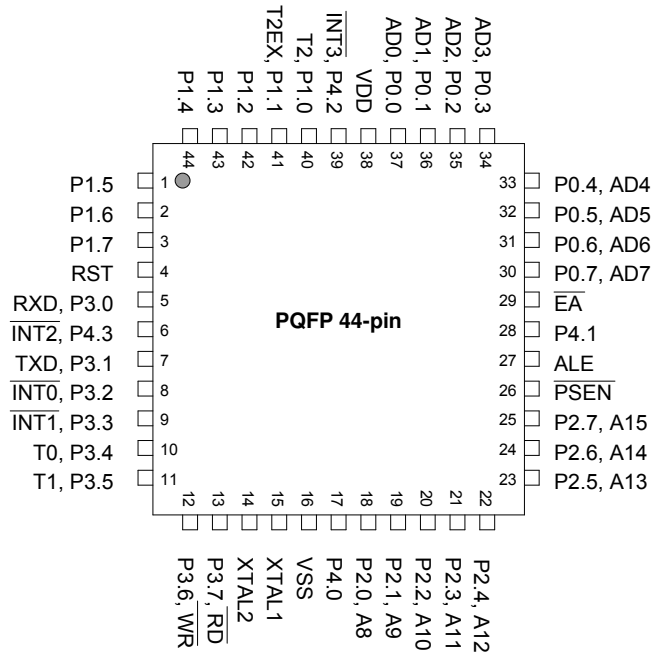 P1.4
P1.3
P1.2
T2EX, P1.1
T2, P1.0
INT3, P4.2
VDD
AD0, P0.0
AD1, P0.1
AD2, P0.2
AD3, P0.3
44
43
42
41
40
39
38
37
36
35
34
P1.5
1
P1.6
2
P1.7
3
RST
4
RXD, P3.0
5
INT2, P4.3
6
TXD, P3.1
7
INT0, P3.2
8
INT1, P3.3
9
T0, P3.4
10
T1, P3.5
11
PQFP 44-pin
33
P0.4, AD4
32
P0.5, AD5
31
P0.6, AD6
30
P0.7, AD7
29
EA
28
P4.1
27
ALE
26
PSEN
25
P2.7, A15
24
P2.6, A14
23
P2.5, A13
12
13
14
15
16
17
18
19
20
21
22
P3.6, WR
P3.7, RD
XTAL2
XTAL1
VSS
P4.0
P2.0, A8
P2.1, A9
P2.2, A10
P2.3, A11
P2.4, A12